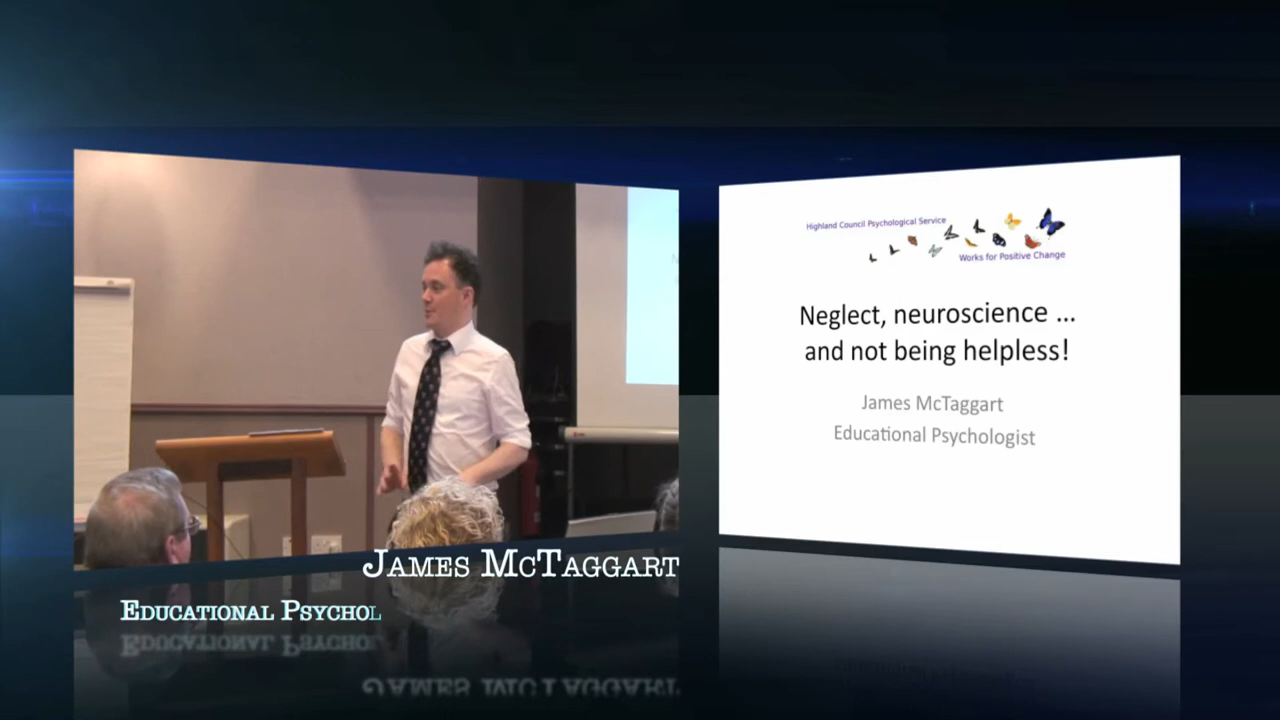 JAMES MCTAGGART
EDUCATIONAL PSYCHOL
Highland Council Psychological Service
Works for Positive Change
Neglect, neuroscience ...
and not being helpless!
James McTaggart
Educational Psychologist